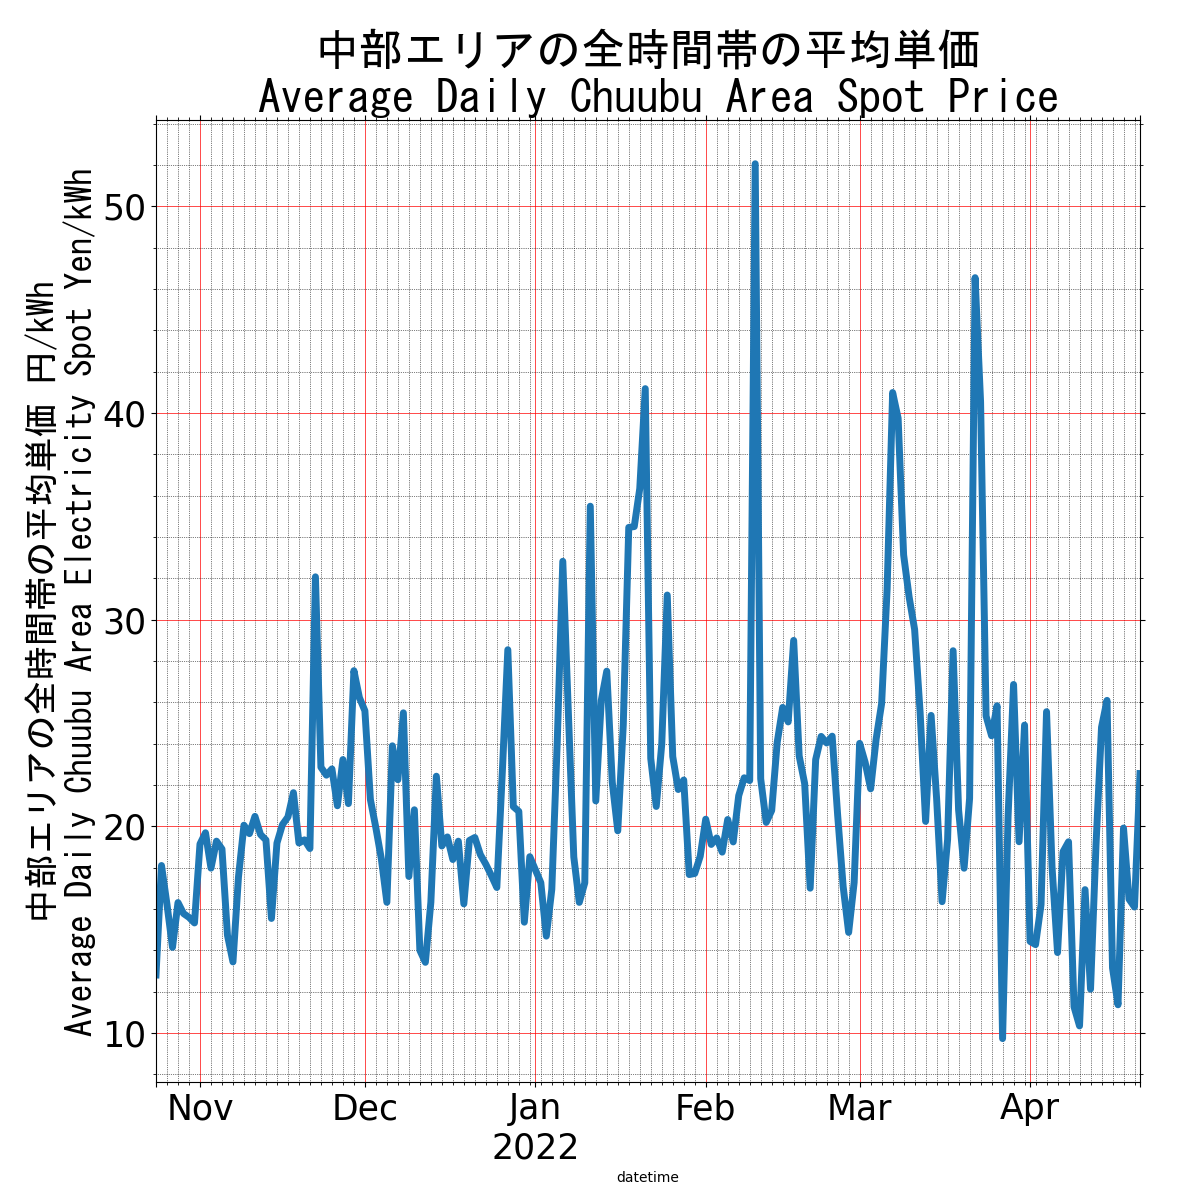 中部エリアの全時間帯の平均単価
Average Daily Chuubu Area Spot Price
中部エリアの全時間帯の平均単価 円/kWh
Average Daily Chuubu Area Electricity Spot Yen/kWh
50
40
30
20
10
Nov Dec Jan Feb Mar Apr
2022
datetime